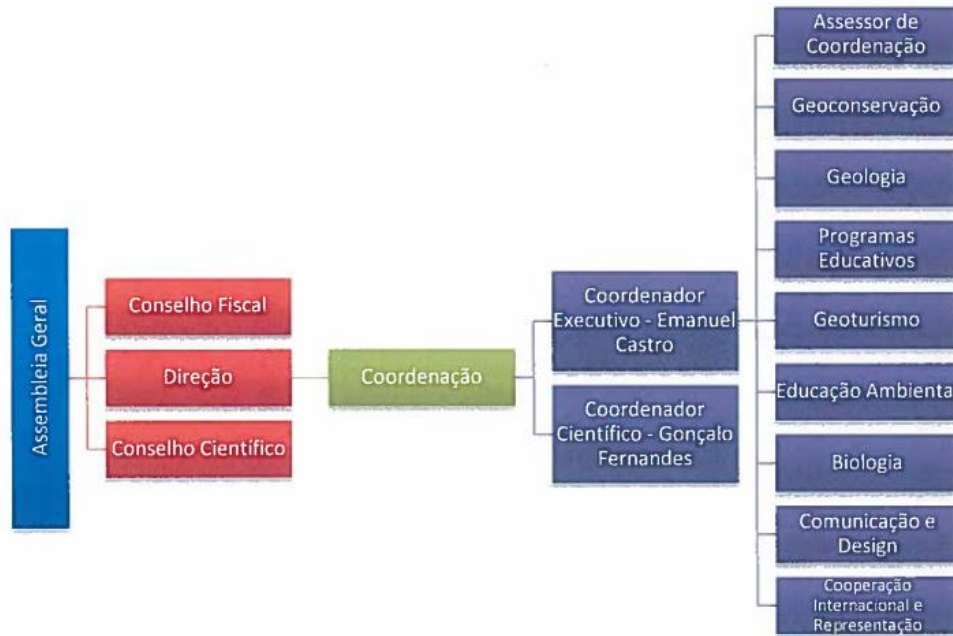 Assembleia Geral
Conselho Fiscal
Direção
Conselho Científico
Coordenação
Coordenador
Executivo - Emanuel
Castro
Coordenador
Científico - Gonçalo
Fernandes
Assessor de
Coordenação
Geoconservação
Geologia
Programas
Educativos
Geoturismo
Educação Ambienta
Biologia
Comunicação e
Design
Cooperação
Internacional e
Representação